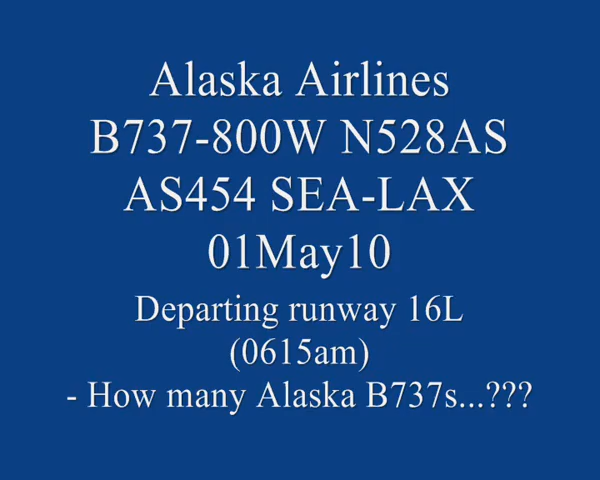 Alaska Airlines
B737-800W N528AS
AS454 SEA-LAX
01May10
Departing runway 16L
(0615am)
- How many Alaska B737s...???